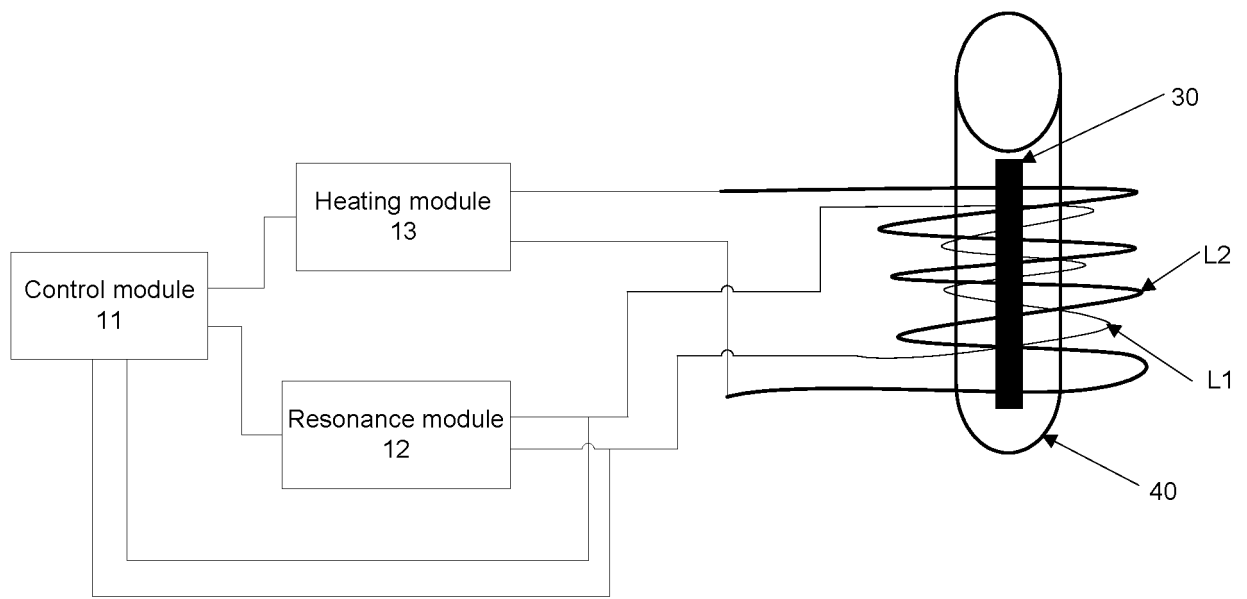 30
Heating module
13
L2
Control module
11
L1
Resonance module
12
40